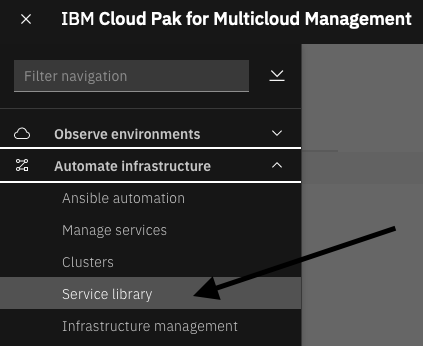 IBM Cloud Pak for Multicloud Management
Filter navigation
Observe environments
Automate infrastructure
Ansible automation
Manage services
Clusters
Service library
Infrastructure management